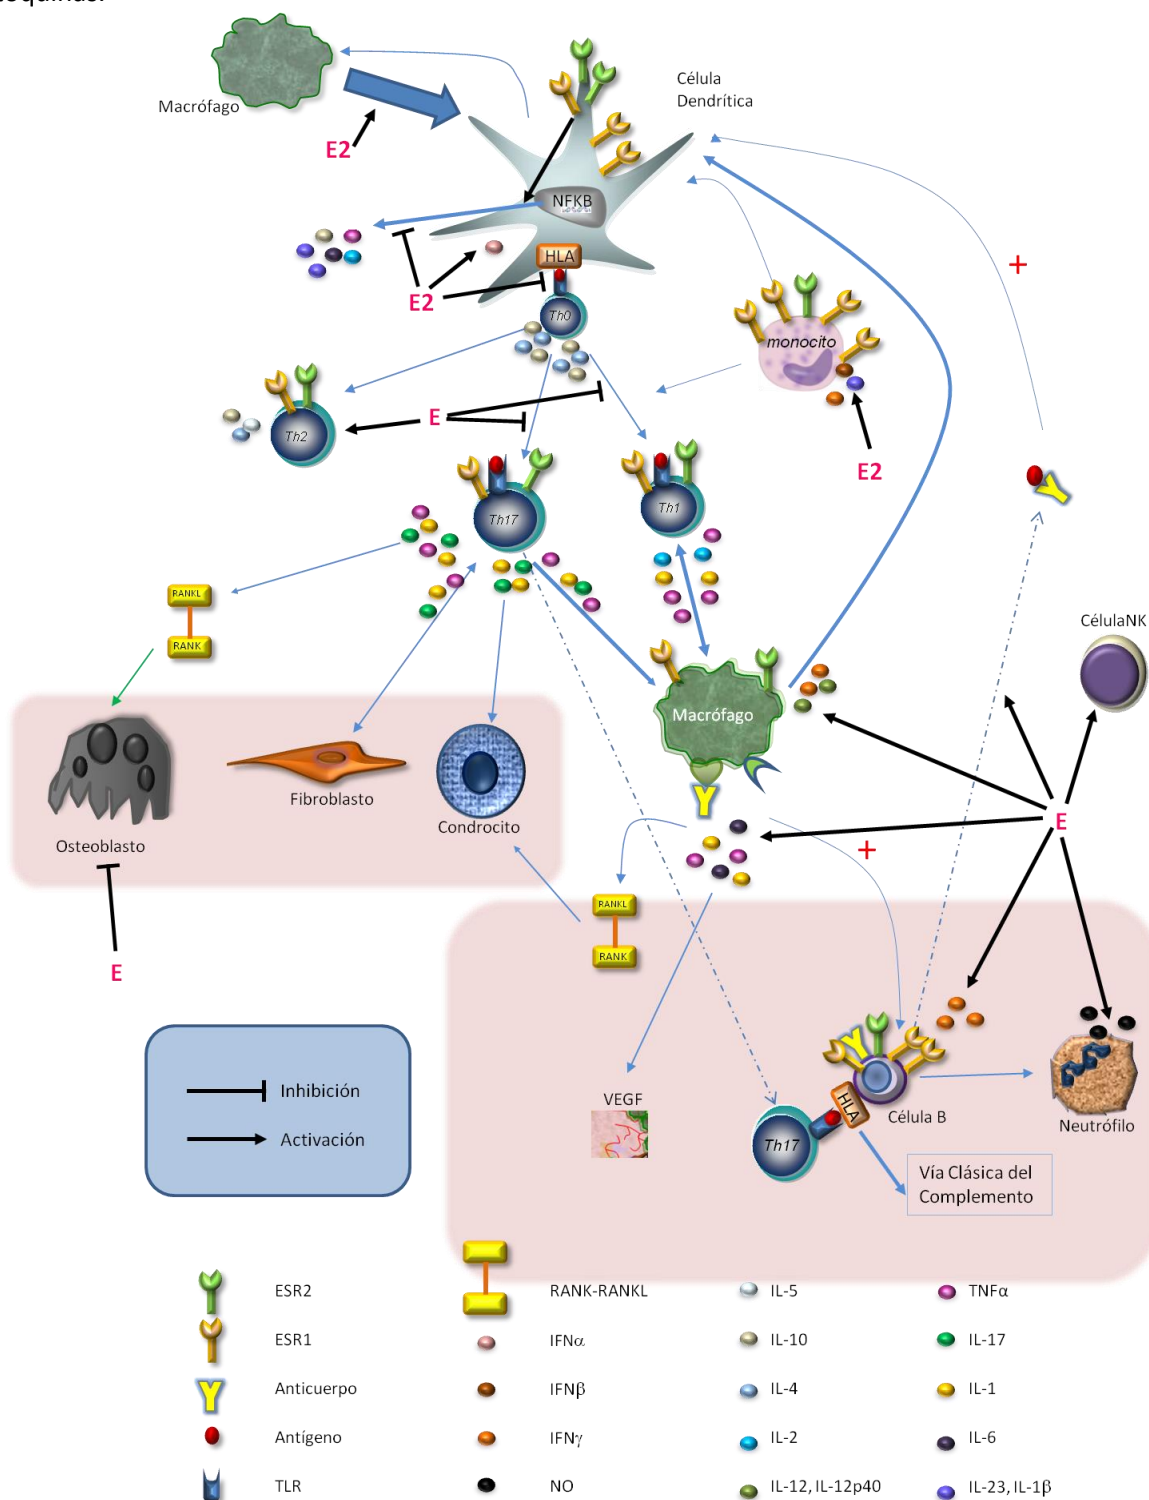 Macrófago
Célula
Dendrítica
E2
NFKB
HLA
E2
Th0
+
monocito
Th2
E
E2
Th17
Th1
RANKL
RANK
CélulaNK
Macrófago
Osteoblasto
Fibroblasto
Condrocito
E
+
RANKL
RANK
E
Inhibición
Activación
VEGF
HLA
Célula B
Th17
Neutrófilo
Vía Clásica del
Complemento
ESR2
RANK-RANKL
IL-5
TNFα
ESR1
IFNα
IL-10
IL-17
Anticuerpo
IFNβ
IL-4
IL-1
Antígeno
IFNγ
IL-2
IL-6
TLR
NO
IL-12, IL-12p40
IL-23, IL-1β